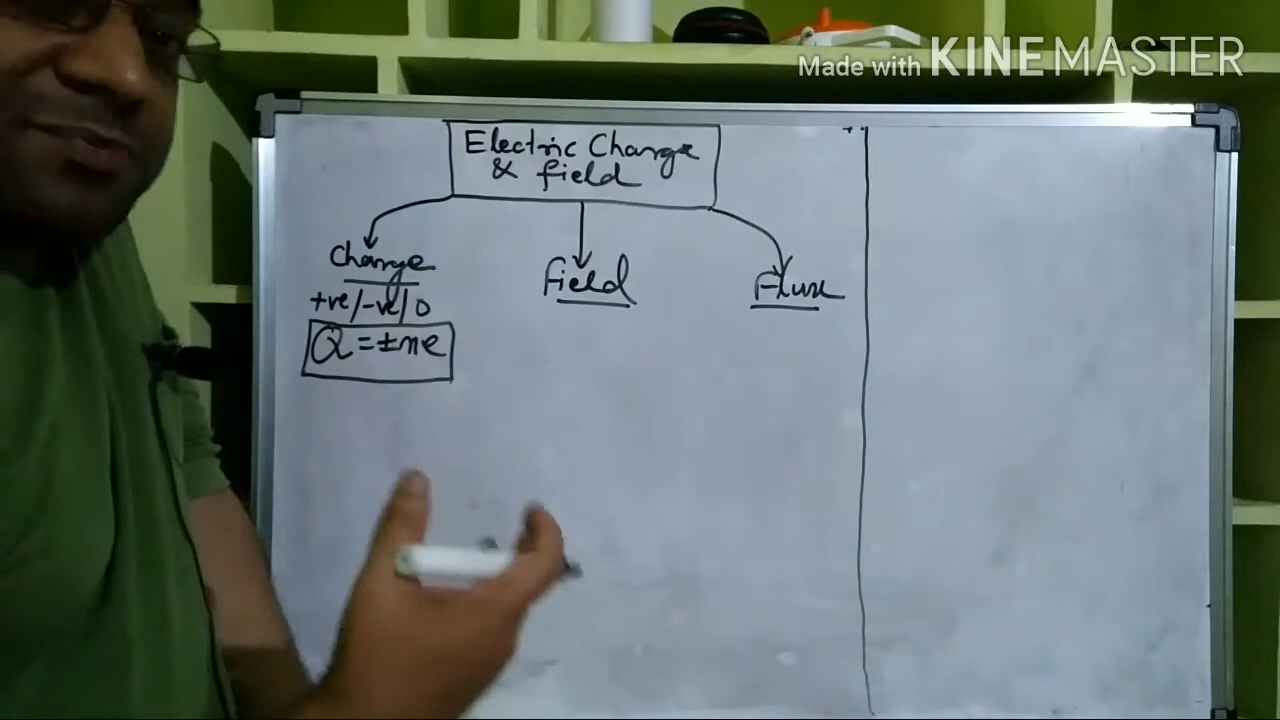 Made with KINEMASTER
Electric Charge
& field
Charge
field
Flux
+ve/-ve/0
Q = ±ne